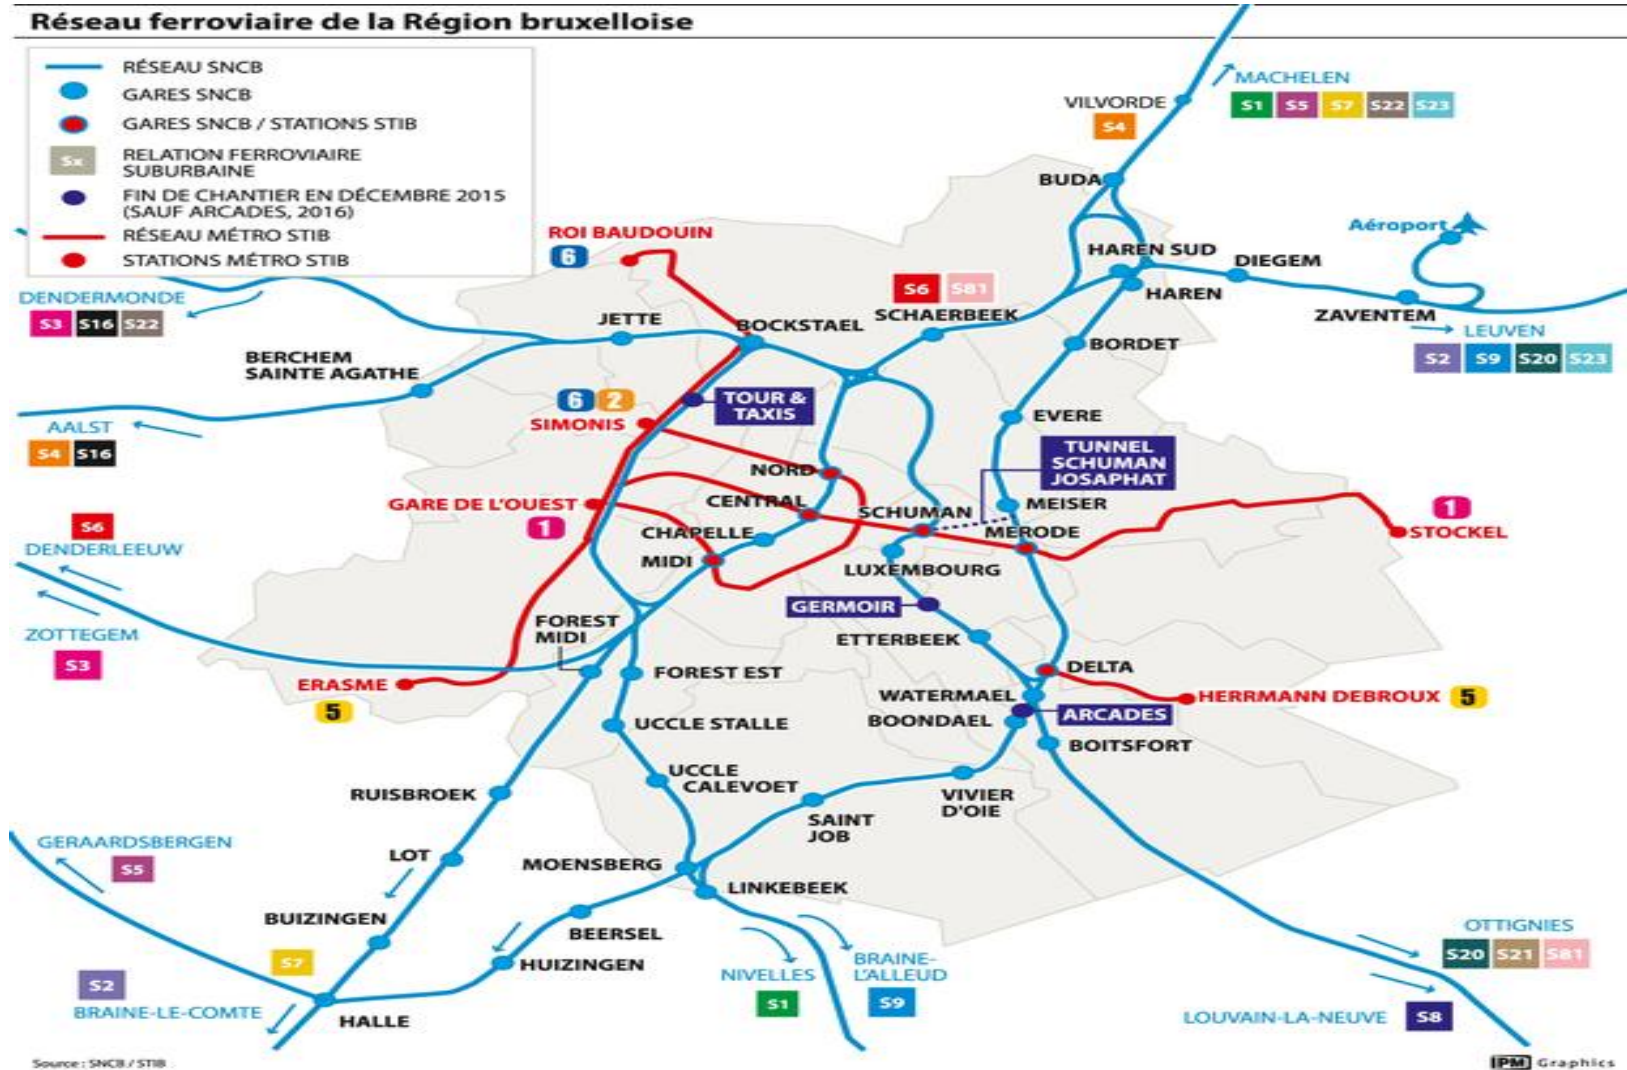 Réseau ferroviaire de la Région bruxelloise
RÉSEAU SNCB
GARES SNCB
GARES SNCB / STATIONS STIB
Sx
RELATION FERROVIAIRE
SUBURBAINE
FIN DE CHANTIER EN DÉCEMBRE 2015
(SAUF ARCADES, 2016)
RÉSEAU MÉTRO STIB
STATIONS MÉTRO STIB
MACHELEN
S1 S5 S7 S22 S23
VILVORDE
S4
BUDA
Aéroport
ROI BAUDOUIN
6
HAREN SUD
DIEGEM
HAREN
ZAVENTEM
LEUVEN
S2 S9 S20 S23
S6 S81
SCHAERBEEK
DENDERMONDE
S3 S16 S22
JETTE
BOCKSTAEL
BORDET
BERCHEM
SAINTE AGATHE
TOUR &
TAXIS
6 2
SIMONIS
EVERE
AALST
S4 S16
TUNNEL
SCHUMAN
JOSAPHAT
NORD
GARE DE L'OUEST
1
CENTRAL
SCHUMAN
MEISER
1
STOCKEL
CHAPELLE
MERODE
S6
DENDERLEEUW
MIDI
LUXEMBOURG
GERMOIR
ZOTTEGEM
S3
FOREST
MIDI
ETTERBEEK
FOREST EST
DELTA
ERASME
5
WATERMAEL
HERRMANN DEBROUX 5
UCCLE STALLE
BOONDAEL
ARCADES
BOITSFORT
UCCLE
CALEVOET
RUISBROEK
VIVIER
D'OIE
SAINT
JOB
GERAARDSBERGEN
S5
LOT
MOENSBERG
LINKEBEEK
BUIZINGEN
BEERSEL
OTTIGNIES
S20 S21 S81
S7
HUIZINGEN
NIVELLES
S1
BRAINE-
L'ALLEUD
S9
S2
BRAINE-LE-COMTE
HALLE
LOUVAIN-LA-NEUVE S8
Source : SNCB / STIB
IPM Graphics